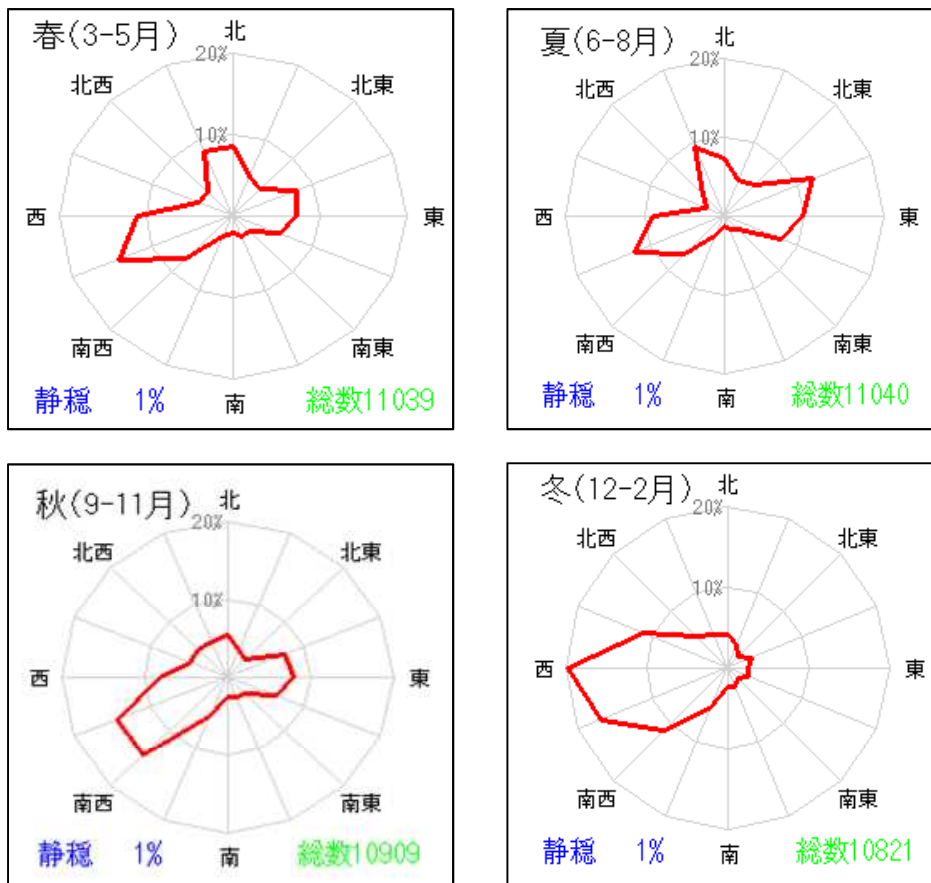 春(3-5月)
北
20%
北西
北東
10%
西
東
南西
南東
静穏 1%
南
総数11039
夏(6-8月)
北
20%
北西
北東
10%
西
東
南西
南東
静穏 1%
南
総数11040
秋(9-11月)
北
20%
北西
北東
10%
西
東
南西
南東
静穏 1%
南
総数10909
冬(12-2月)
北
20%
北西
北東
10%
西
東
南西
南東
静穏 1%
南
総数10821